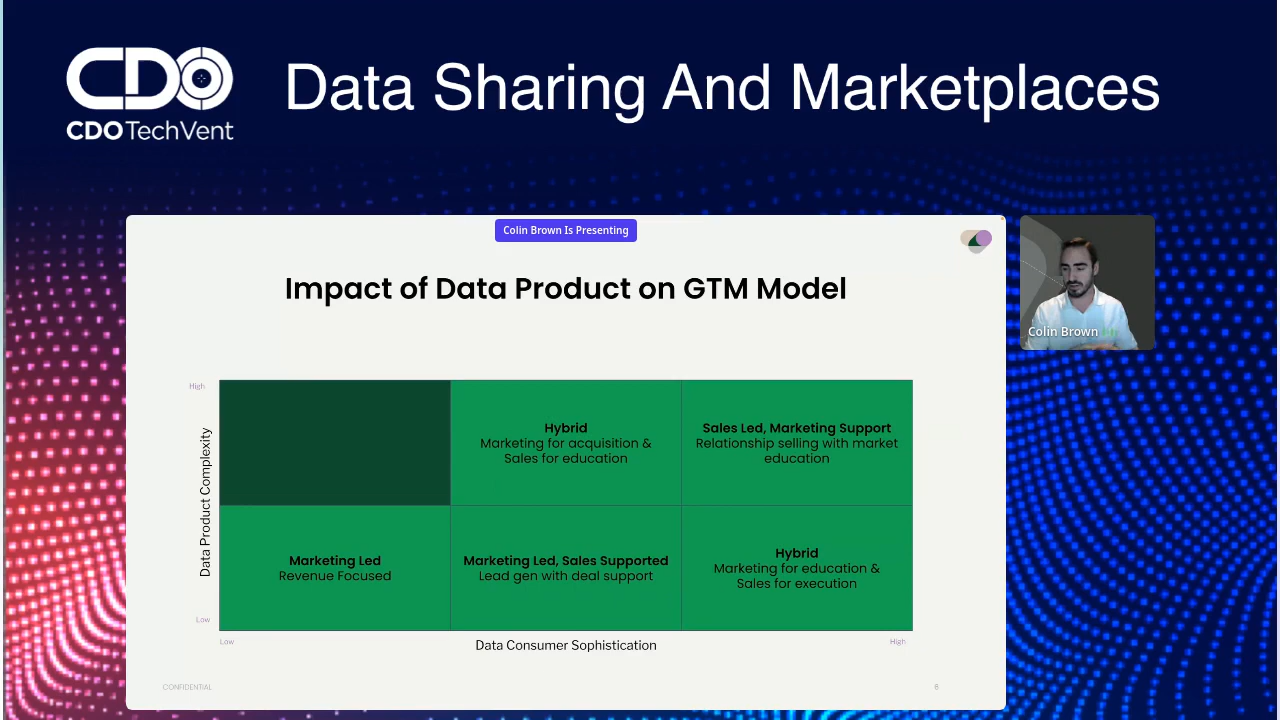 CDO
CDO TechVent
Data Sharing And Marketplaces
Colin Brown Is Presenting
Impact of Data Product on GTM Model
High
Data Product Complexity
Low
Hybrid
Marketing for acquisition &
Sales for education
Sales Led, Marketing Support
Relationship selling with market
education
Marketing Led
Revenue Focused
Marketing Led, Sales Supported
Lead gen with deal support
Hybrid
Marketing for education &
Sales for execution
Low
Data Consumer Sophistication
High
CONFIDENTIAL
6
Colin Brown